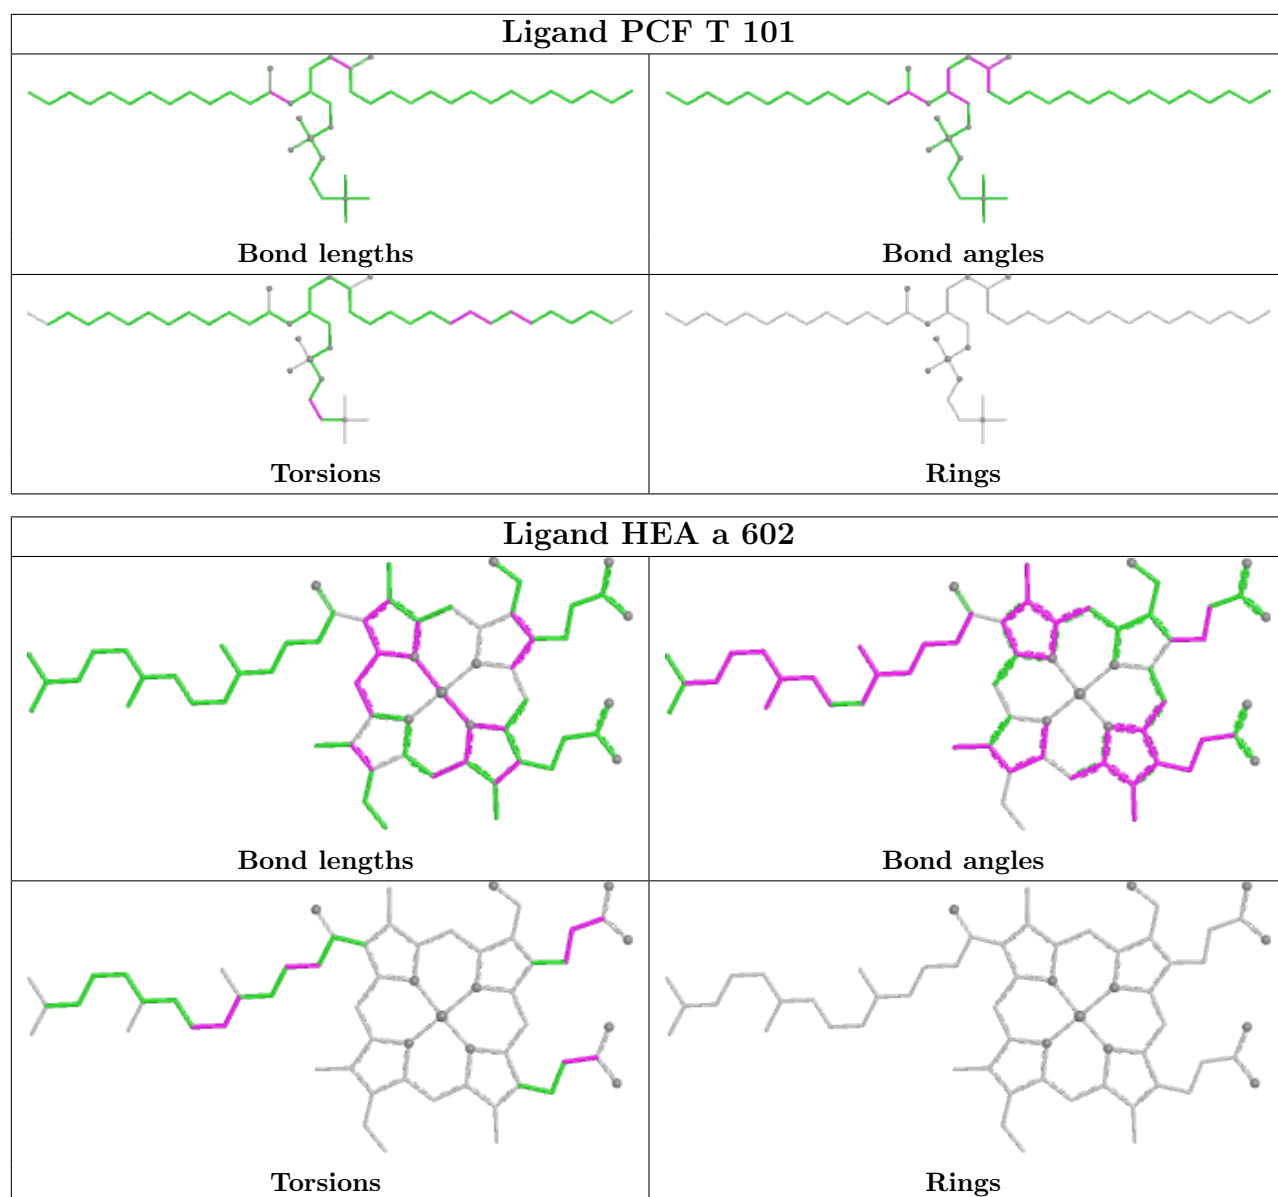 Ligand PCF T 101
Bond lengths
Bond angles
Torsions
Rings
Ligand HEA a 602
Bond lengths
Bond angles
Torsions
Rings